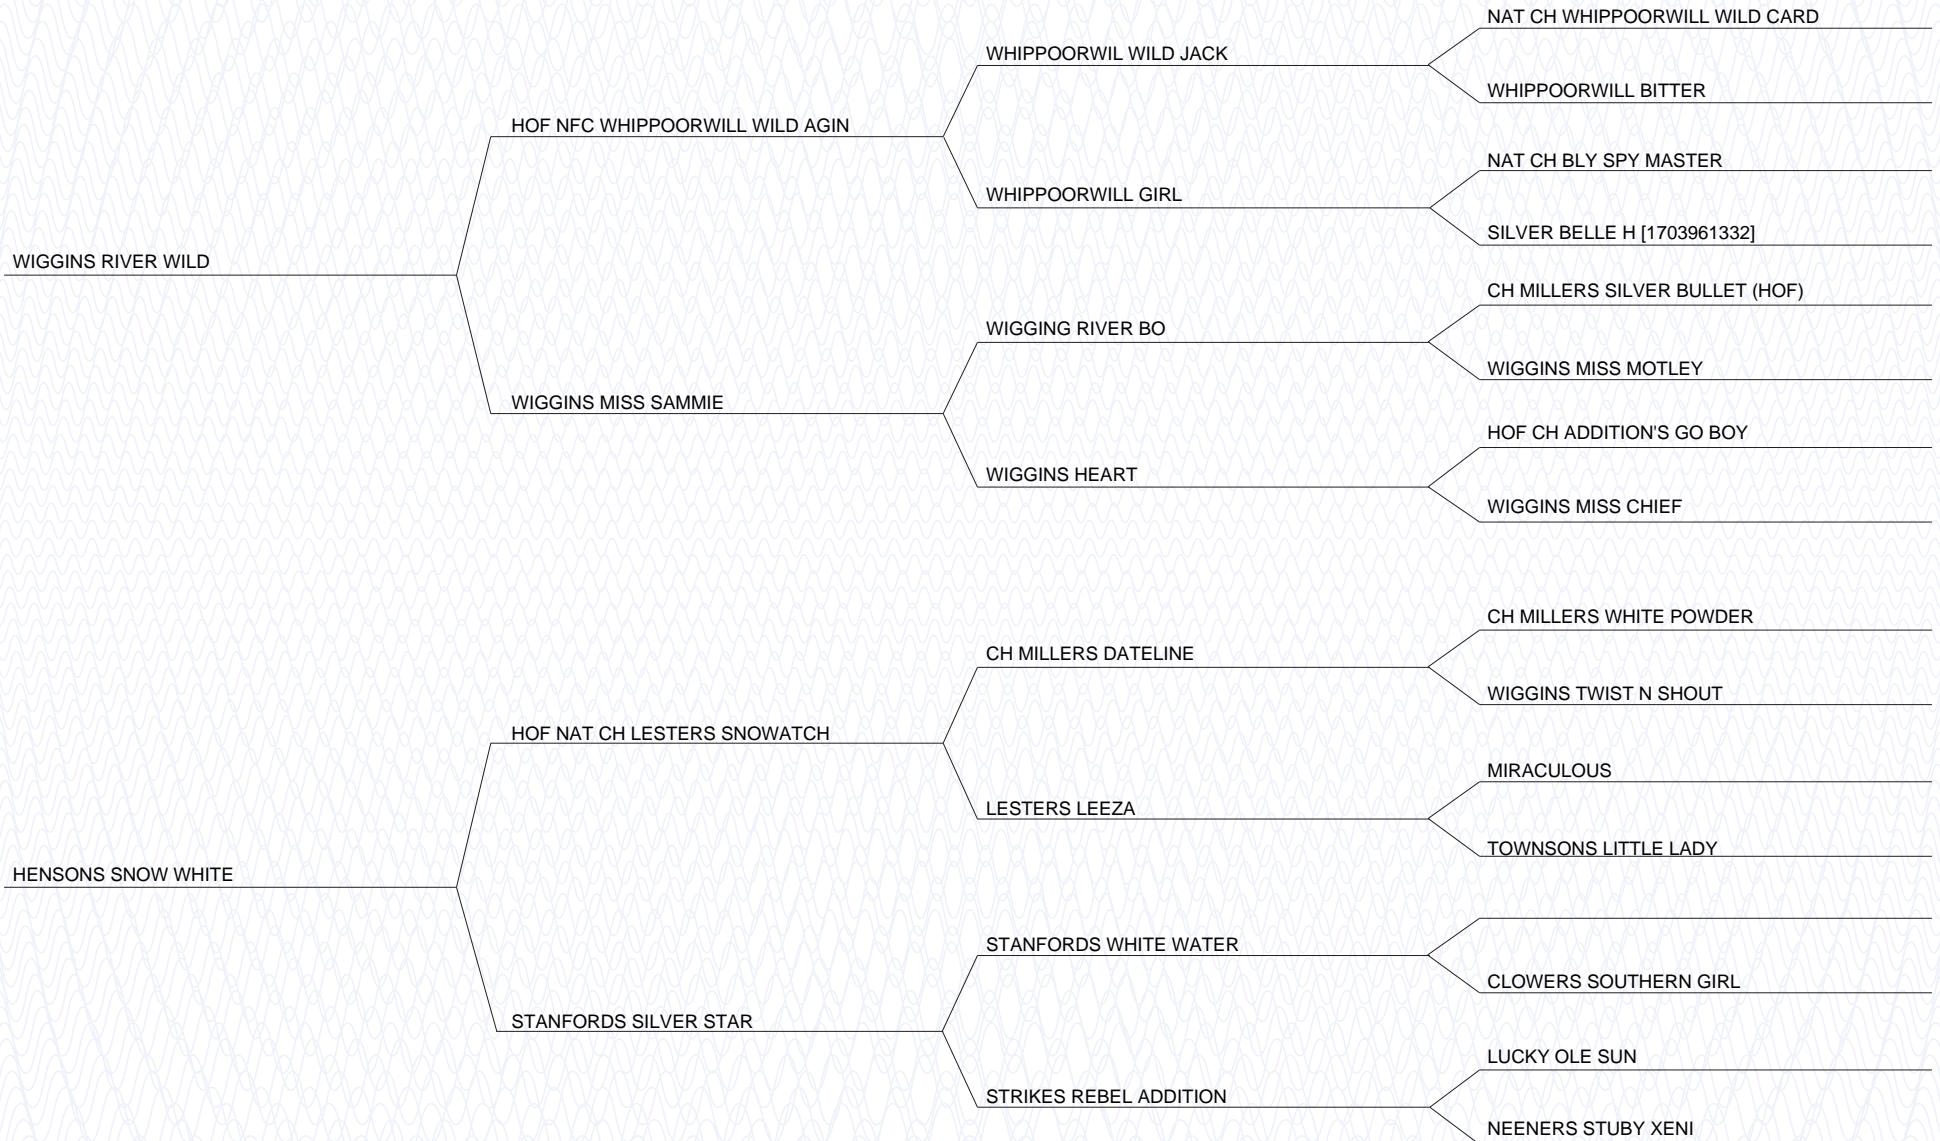 NAT CH WHIPPOORWILL WILD CARD
WHIPPOORWIL WILD JACK
WHIPPOORWILL BITTER
HOF NFC WHIPPOORWILL WILD AGIN
NAT CH BLY SPY MASTER
WHIPPOORWILL GIRL
SILVER BELLE H [1703961332]
WIGGINS RIVER WILD
CH MILLERS SILVER BULLET (HOF)
WIGGING RIVER BO
WIGGINS MISS MOTLEY
WIGGINS MISS SAMMIE
HOF CH ADDITION'S GO BOY
WIGGINS HEART
WIGGINS MISS CHIEF
CH MILLERS WHITE POWDER
CH MILLERS DATELINE
WIGGINS TWIST N SHOUT
HOF NAT CH LESTERS SNOWATCH
MIRACULOUS
LESTERS LEEZA
TOWNSONS LITTLE LADY
HENSONS SNOW WHITE
STANFORDS WHITE WATER
CLOWERS SOUTHERN GIRL
STANFORDS SILVER STAR
LUCKY OLE SUN
STRIKES REBEL ADDITION
NEENERS STUBY XENI